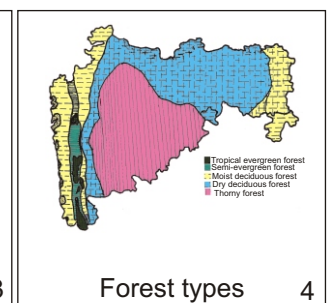 Tropical evergreen forest
Semi-evergreen forest
Moist deciduous forest
Dry deciduous forest
Thorny forest
3
Forest types 4